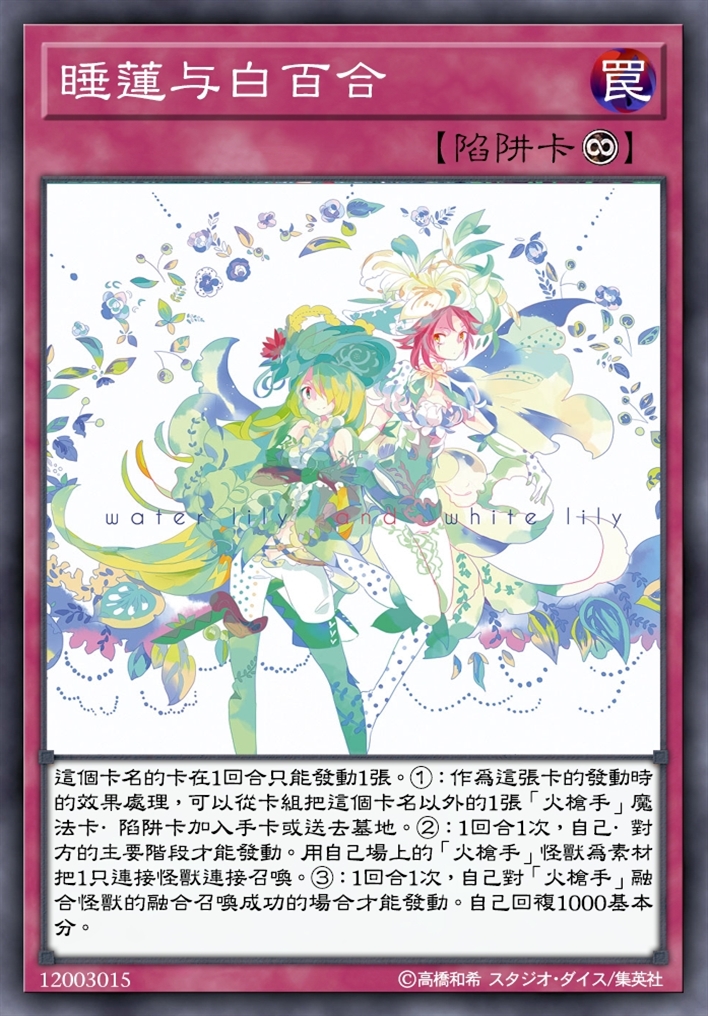 睡蓮与白百合
罠
【陷阱卡♾】
water lily and white lily
這個卡名的卡在1回合只能發動1張。①：作爲這張卡的發動時
的效果處理，可以從卡組把這個卡名以外的1張「火槍手」魔
法卡· 陷阱卡加入手卡或送去墓地。②：1回合1次，自己· 對
方的主要階段才能發動。用自己場上的「火槍手」怪獸爲素材
把1只連接怪獸連接召喚。③：1回合1次，自己對「火槍手」融
合怪獸的融合召喚成功的場合才能發動。自己回複1000基本
分。
12003015
©高橋和希 スタジオ・ダイス/集英社